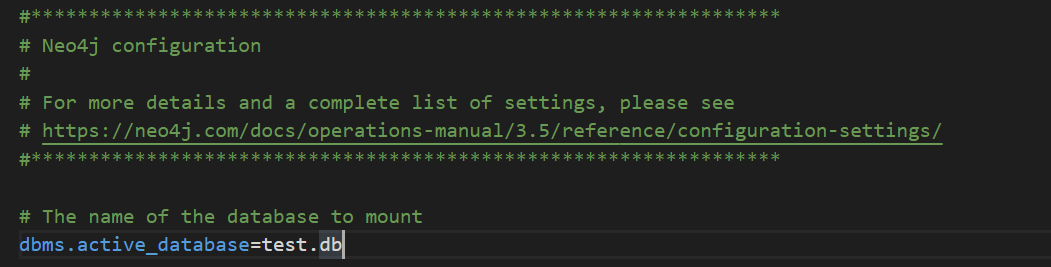 #****************************************************************
# Neo4j configuration
#
# For more details and a complete list of settings, please see
# https://neo4j.com/docs/operations-manual/3.5/reference/configuration-settings/
#****************************************************************
# The name of the database to mount
dbms.active_database=test.db